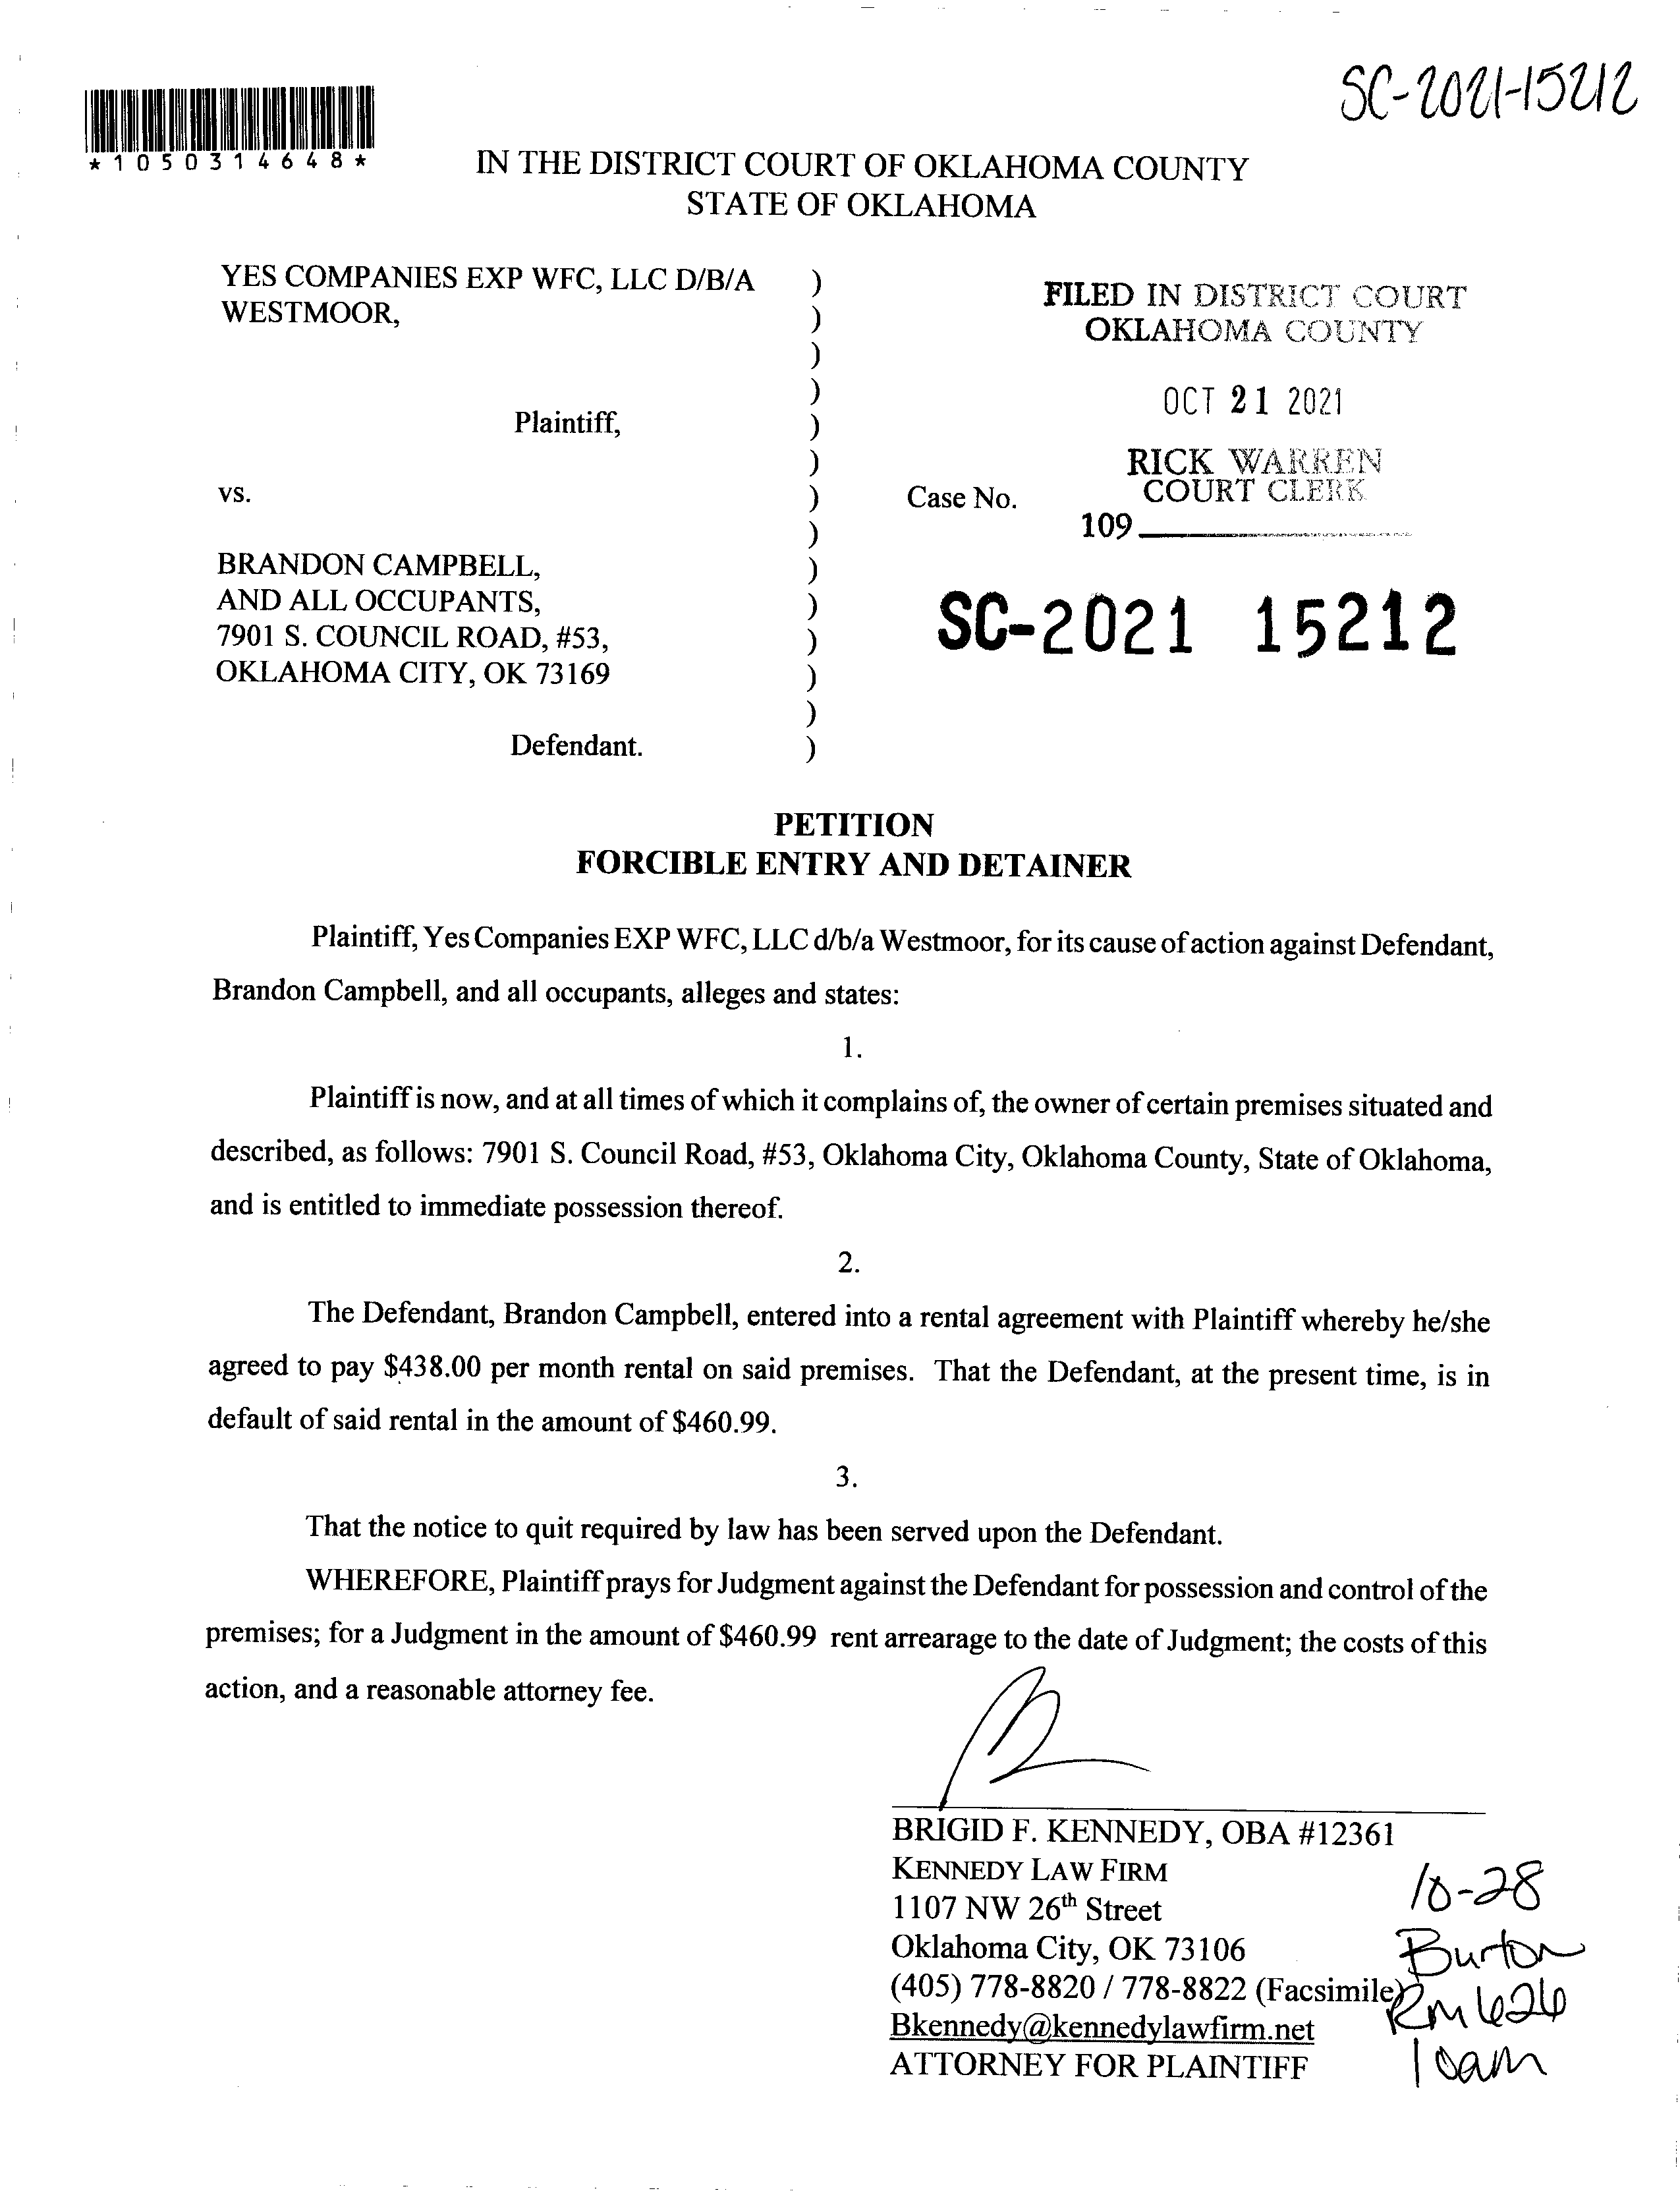 SC-2021-15212
*1050314648*
IN THE DISTRICT COURT OF OKLAHOMA COUNTY
STATE OF OKLAHOMA
YES COMPANIES EXP WFC, LLC D/B/A )
WESTMOOR, )
)
)
Plaintiff, )
)
vs. )
)
BRANDON CAMPBELL, )
AND ALL OCCUPANTS, )
7901 S. COUNCIL ROAD, #53, )
OKLAHOMA CITY, OK 73169 )
)
Defendant. )
FILED IN DISTRICT COURT
OKLAHOMA COUNTY
OCT 21 2021
RICK WARREN
COURT CLERK
Case No.
109
SC-2021 15212
PETITION
FORCIBLE ENTRY AND DETAINER
Plaintiff, Yes Companies EXP WFC, LLC d/b/a Westmoor, for its cause of action against Defendant,
Brandon Campbell, and all occupants, alleges and states:
1.
Plaintiff is now, and at all times of which it complains of, the owner of certain premises situated and
described, as follows: 7901 S. Council Road, #53, Oklahoma City, Oklahoma County, State of Oklahoma,
and is entitled to immediate possession thereof.
2.
The Defendant, Brandon Campbell, entered into a rental agreement with Plaintiff whereby he/she
agreed to pay $438.00 per month rental on said premises. That the Defendant, at the present time, is in
default of said rental in the amount of $460.99.
3.
That the notice to quit required by law has been served upon the Defendant.
WHEREFORE, Plaintiff prays for Judgment against the Defendant for possession and control of the
premises; for a Judgment in the amount of $460.99 rent arrearage to the date of Judgment; the costs of this
action, and a reasonable attorney fee.
BRIGID F. KENNEDY, OBA #12361
KENNEDY LAW FIRM
1107 NW 26th Street
Oklahoma City, OK 73106
(405) 778-8820 / 778-8822 (Facsimile)
Bkennedy@kennedylawfirm.net
ATTORNEY FOR PLAINTIFF
10-28
Burton
Rm 626
10am